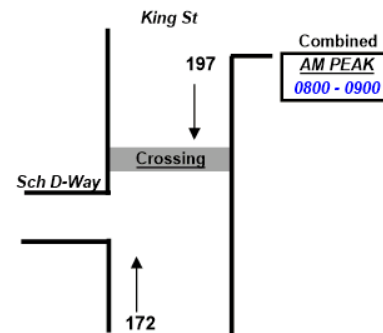 King St
Combined
AM PEAK
0800 - 0900
197
Crossing
Sch D-Way
172